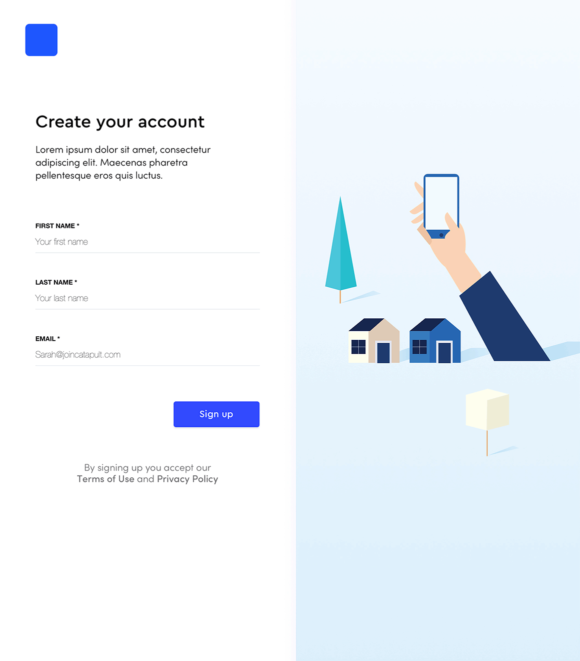 Create your account
Lorem ipsum dolor sit amet, consectetur
adipiscing elit. Maecenas pharetra
pellentesque eros quis luctus.
FIRST NAME *
Your first name
LAST NAME *
Your last name
EMAIL *
Sarah@joincatapult.com
Sign up
By signing up you accept our
Terms of Use and Privacy Policy